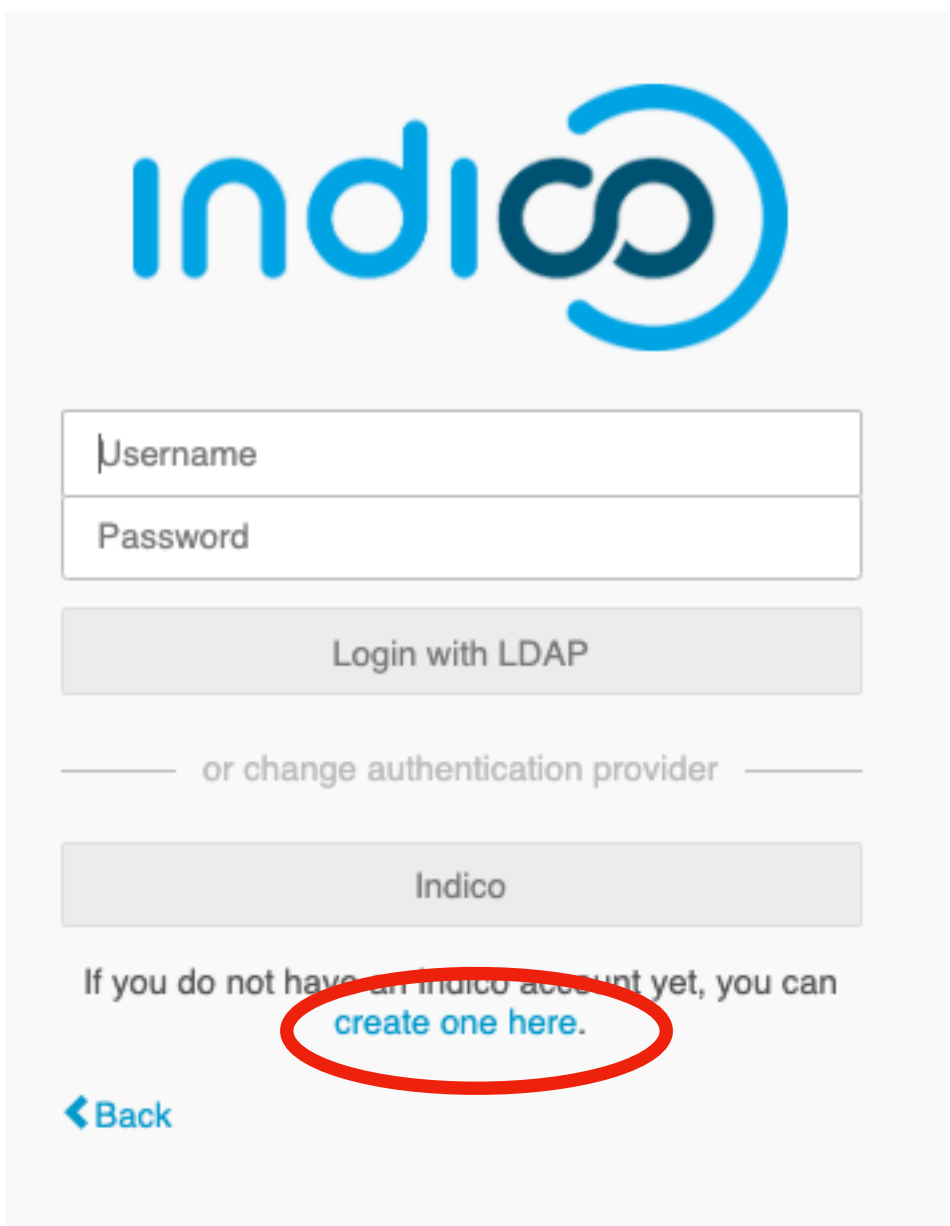 indico
Username
Password
Login with LDAP
or change authentication provider
Indico
If you do not have an Indico account yet, you can
create one here.
Back